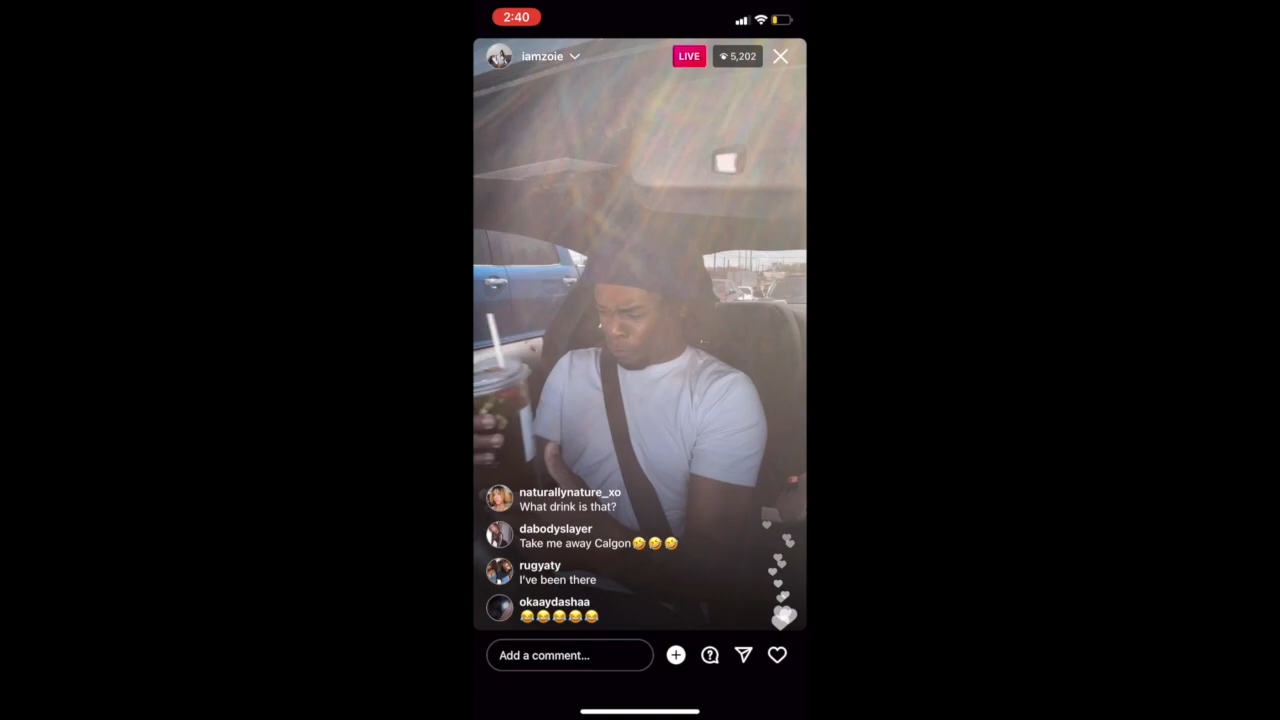 2:40
iamzoie
LIVE
5,202
naturallynature_xo
What drink is that?
dabodyslayer
Take me away Calgon🤣🤣🤣
rugyaty
I've been there
okaaydashaa
😂😂😂😂😂
Add a comment...